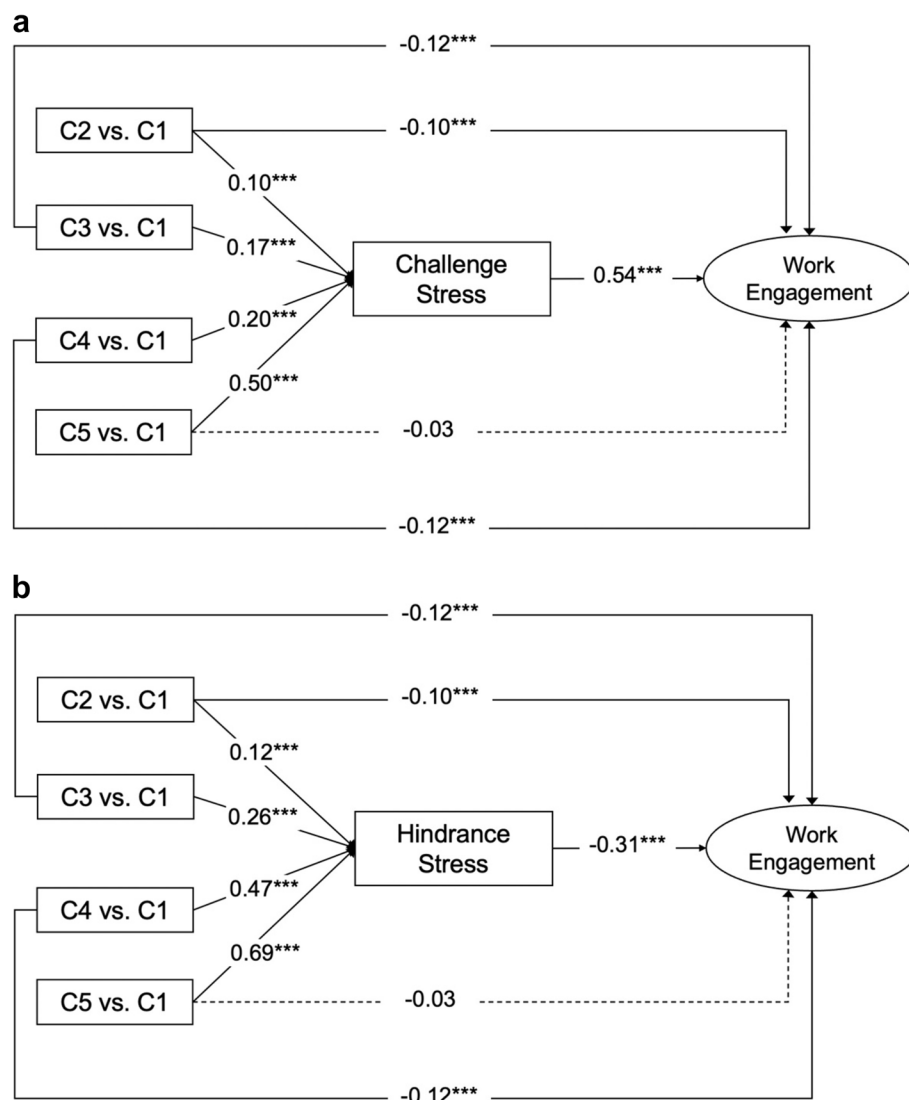 a
-0.12***
C2 vs. C1
-0.10***
0.10***
C3 vs. C1
0.17***
Challenge
Stress
0.54***
Work
Engagement
C4 vs. C1
0.20***
0.50***
C5 vs. C1
-0.03
-0.12***
b
-0.12***
C2 vs. C1
-0.10***
0.12***
C3 vs. C1
0.26***
Hindrance
Stress
-0.31***
Work
Engagement
C4 vs. C1
0.47***
0.69***
C5 vs. C1
-0.03
-0.12***